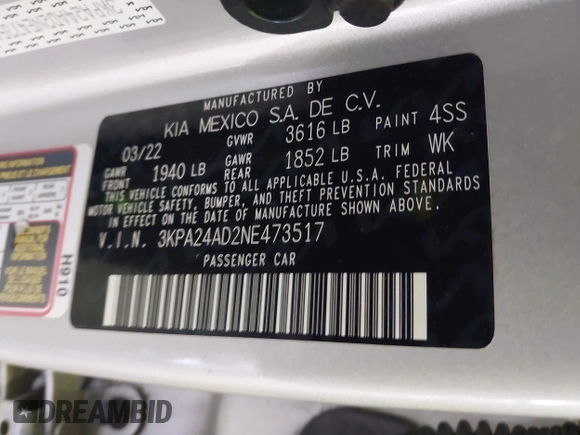 MANUFACTURED BY
KIA MEXICO S.A. DE C.V.
03/22 GVWR 3616 LB PAINT 4SS
GAWR FRONT 1940 LB GAWR REAR 1852 LB TRIM WK
THIS VEHICLE CONFORMS TO ALL APPLICABLE U.S.A. FEDERAL
MOTOR VEHICLE SAFETY, BUMPER, AND THEFT PREVENTION STANDARDS
IN EFFECT ON THE DATE OF MANUFACTURE SHOWN ABOVE.
V.I.N. 3KPA24AD2NE473517
PASSENGER CAR
H910
DREAMBID